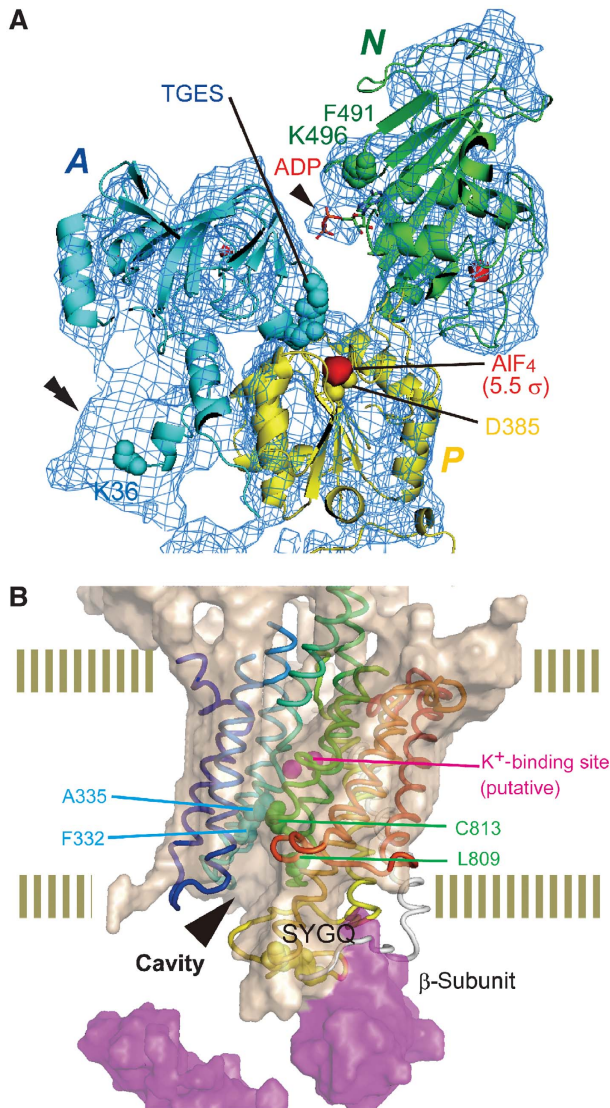 A
N
TGES
F491
K496
A
ADP
AlF4
(5.5 σ)
D385
P
K36
B
K+-binding site
(putative)
A335
F332
C813
L809
Cavity
SYGQ
β-Subunit